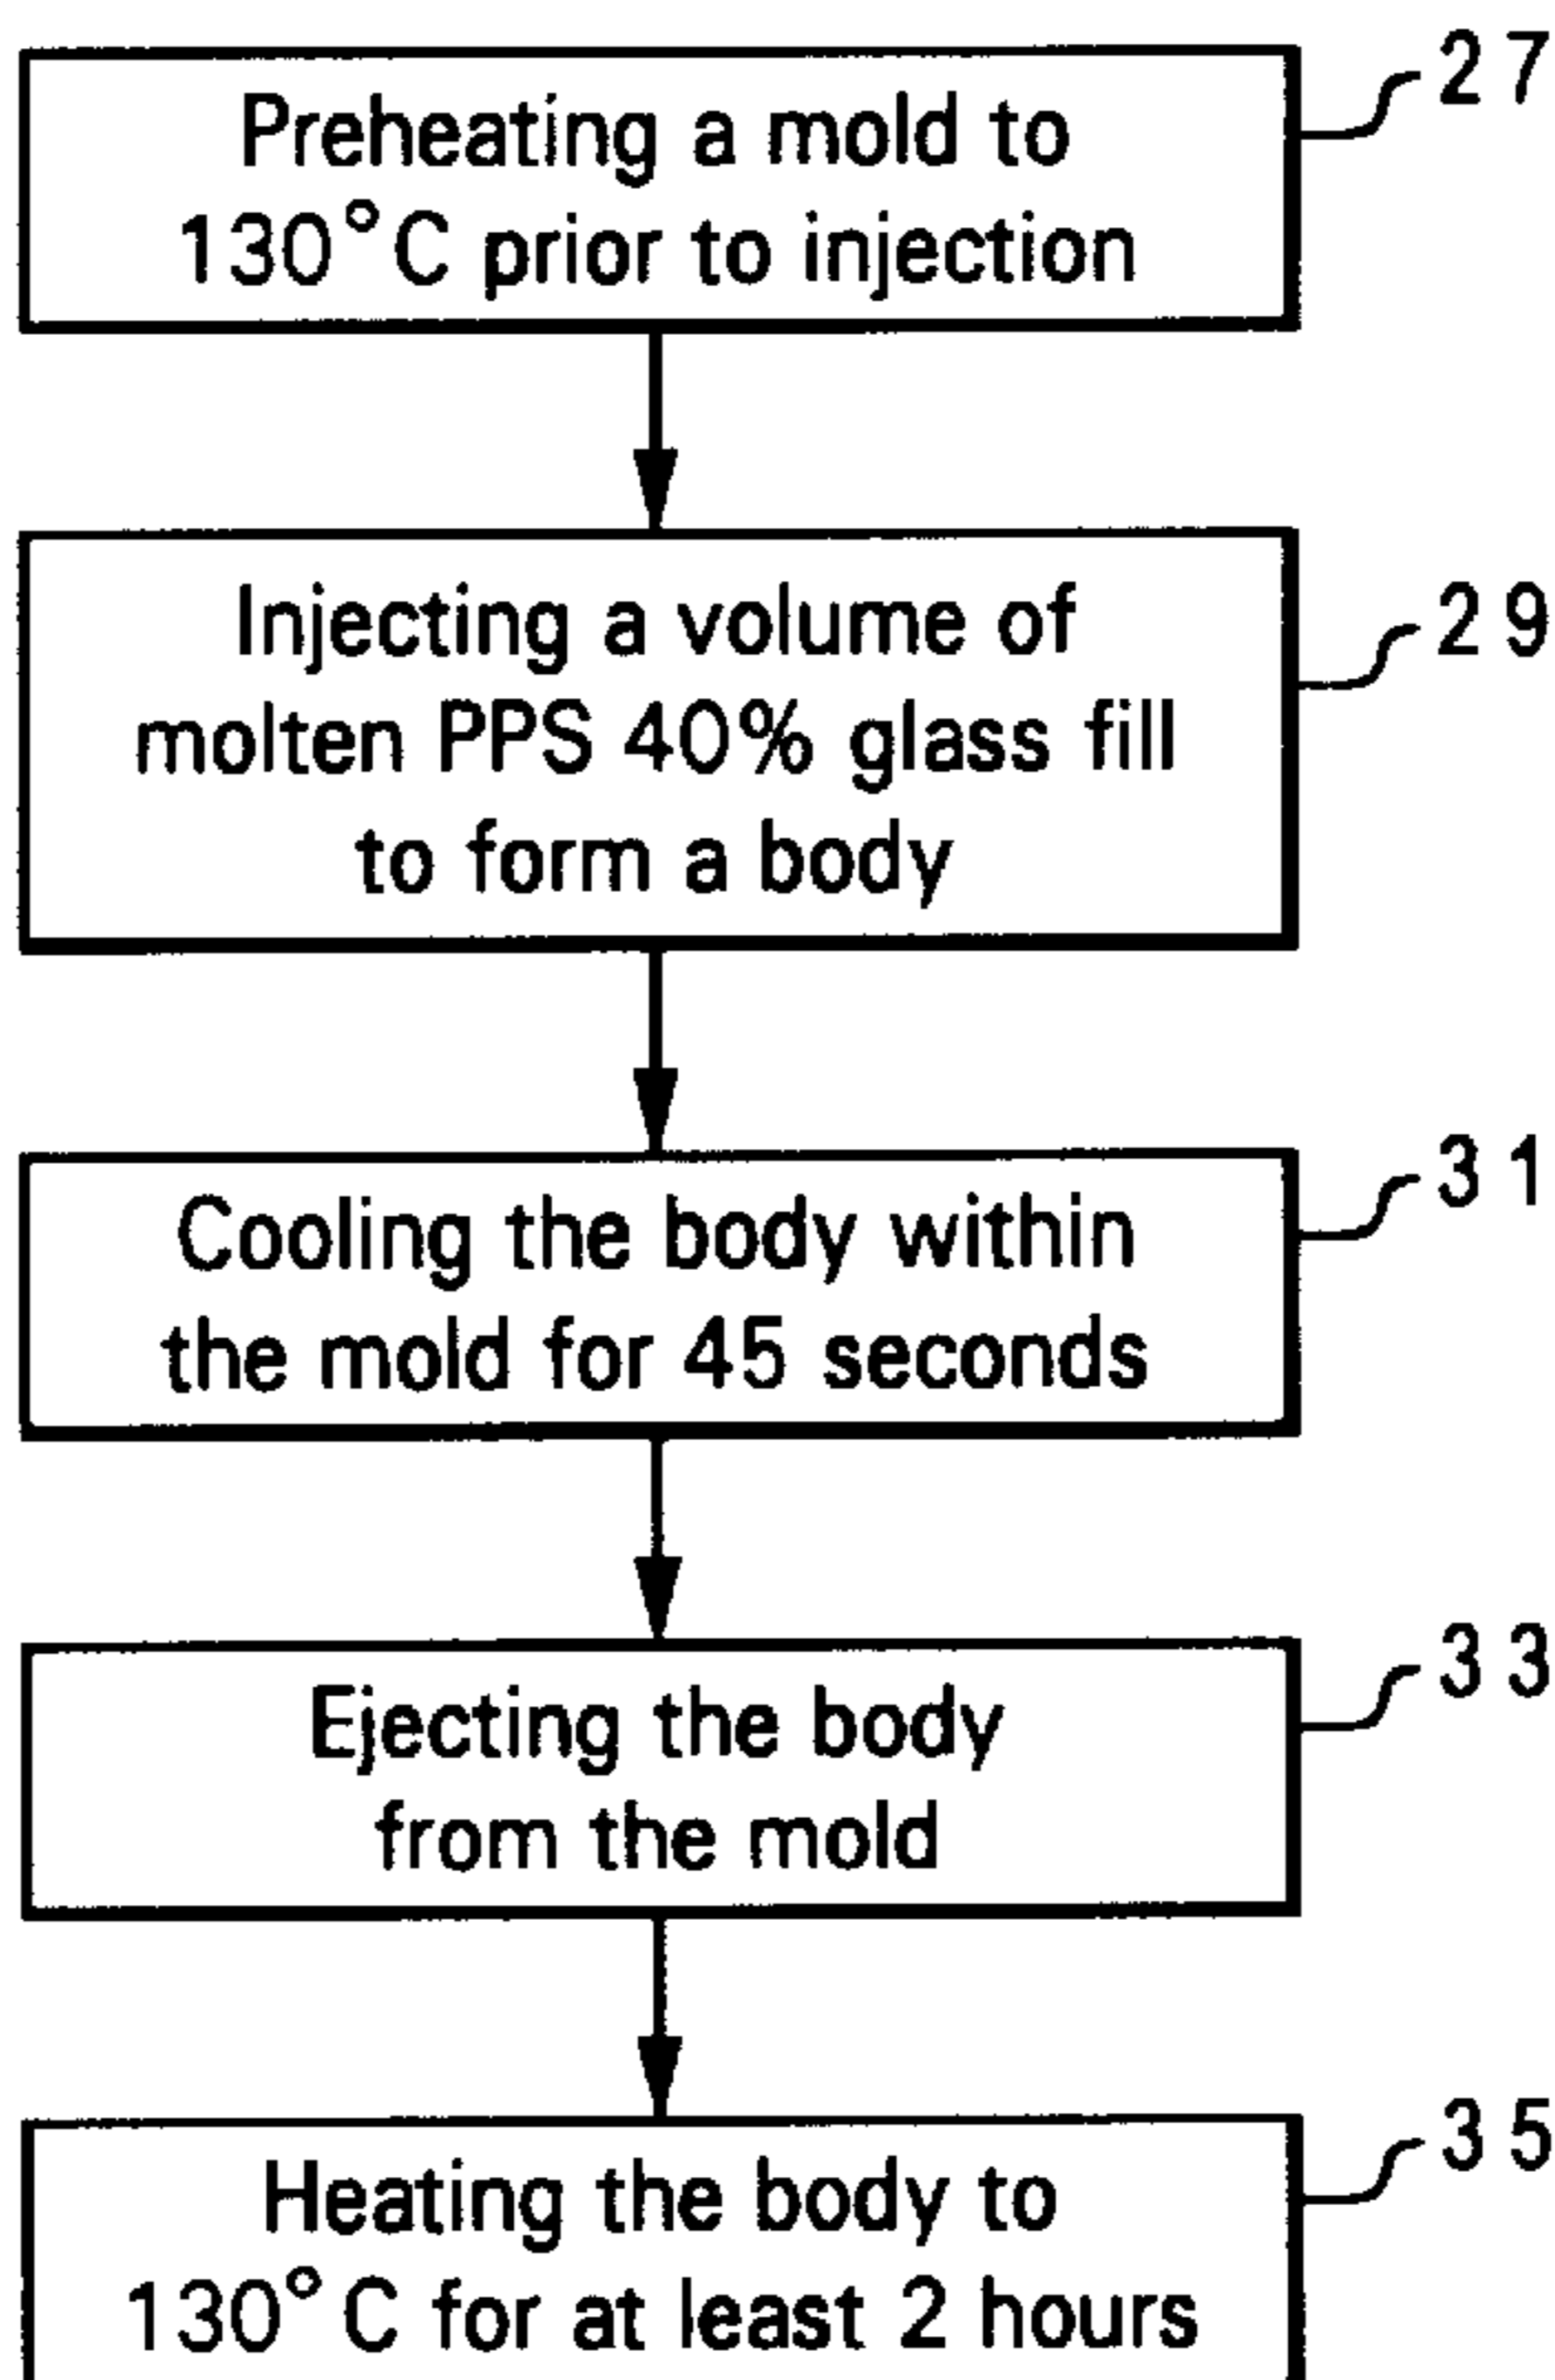 27
Preheating a mold to
130°C prior to injection
29
Injecting a volume of
molten PPS 40% glass fill
to form a body
31
Cooling the body within
the mold for 45 seconds
33
Ejecting the body
from the mold
35
Heating the body to
130°C for at least 2 hours